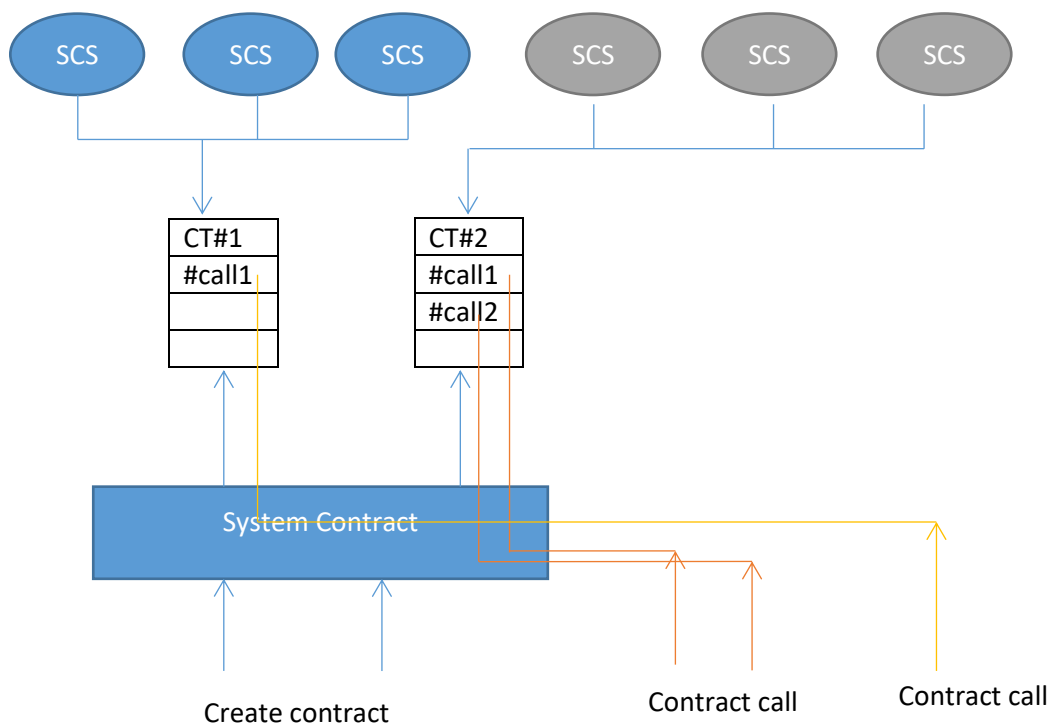 SCS
SCS
SCS
SCS
SCS
SCS
CT#1
#call1
CT#2
#call1
#call2
System Contract
Create contract
Contract call
Contract call